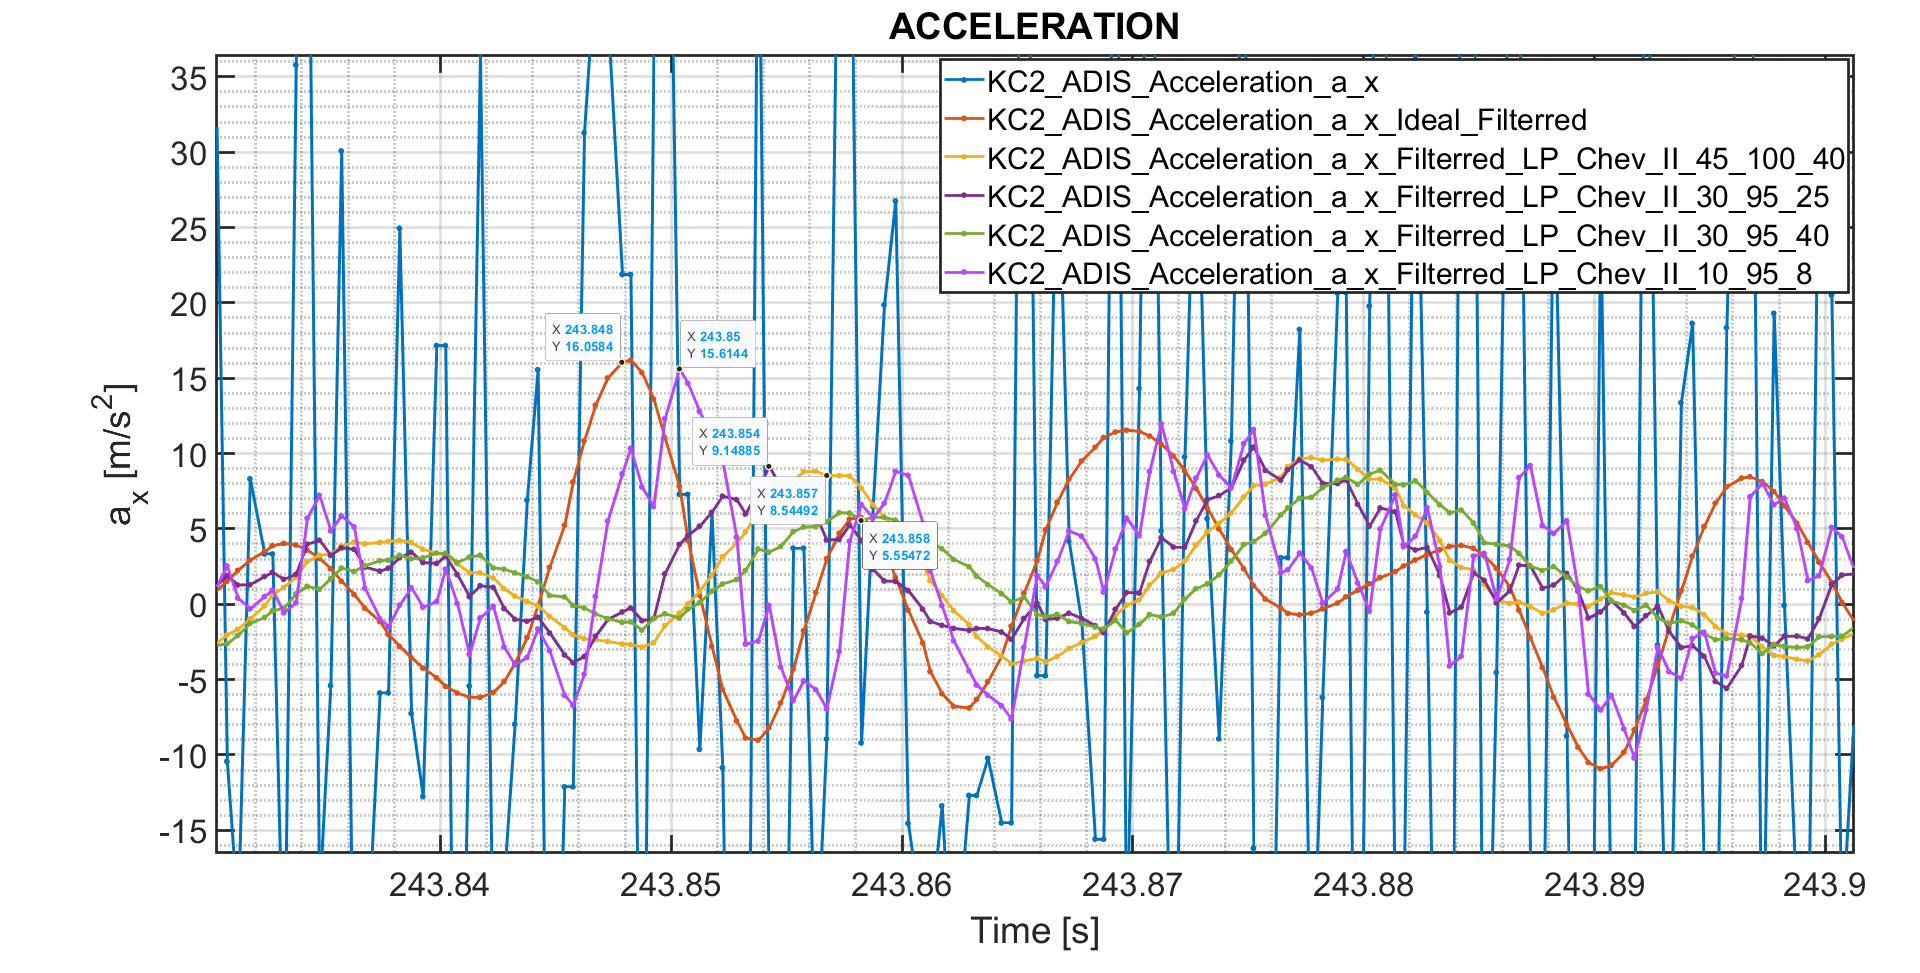 ACCELERATION
KC2_ADIS_Acceleration_a_x
KC2_ADIS_Acceleration_a_x_Ideal_Filterred
KC2_ADIS_Acceleration_a_x_Filterred_LP_Chev_II_45_100_40
KC2_ADIS_Acceleration_a_x_Filterred_LP_Chev_II_30_95_25
KC2_ADIS_Acceleration_a_x_Filterred_LP_Chev_II_30_95_40
KC2_ADIS_Acceleration_a_x_Filterred_LP_Chev_II_10_95_8
35
30
25
20
15
10
5
0
-5
-10
-15
a_x [m/s^2]
X 243.848
Y 16.0584
X 243.85
Y 15.6144
X 243.854
Y 9.14885
X 243.857
Y 8.54492
X 243.858
Y 5.55472
243.84
243.85
243.86
243.87
243.88
243.89
243.9
Time [s]